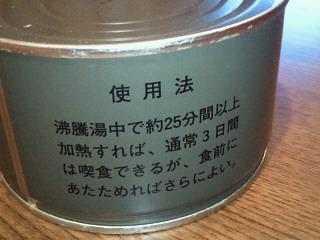 使用法
沸騰湯中で約25分間以上
加熱すれば、通常3日間
は喫食できるが、食前に
あたためればさらによい。